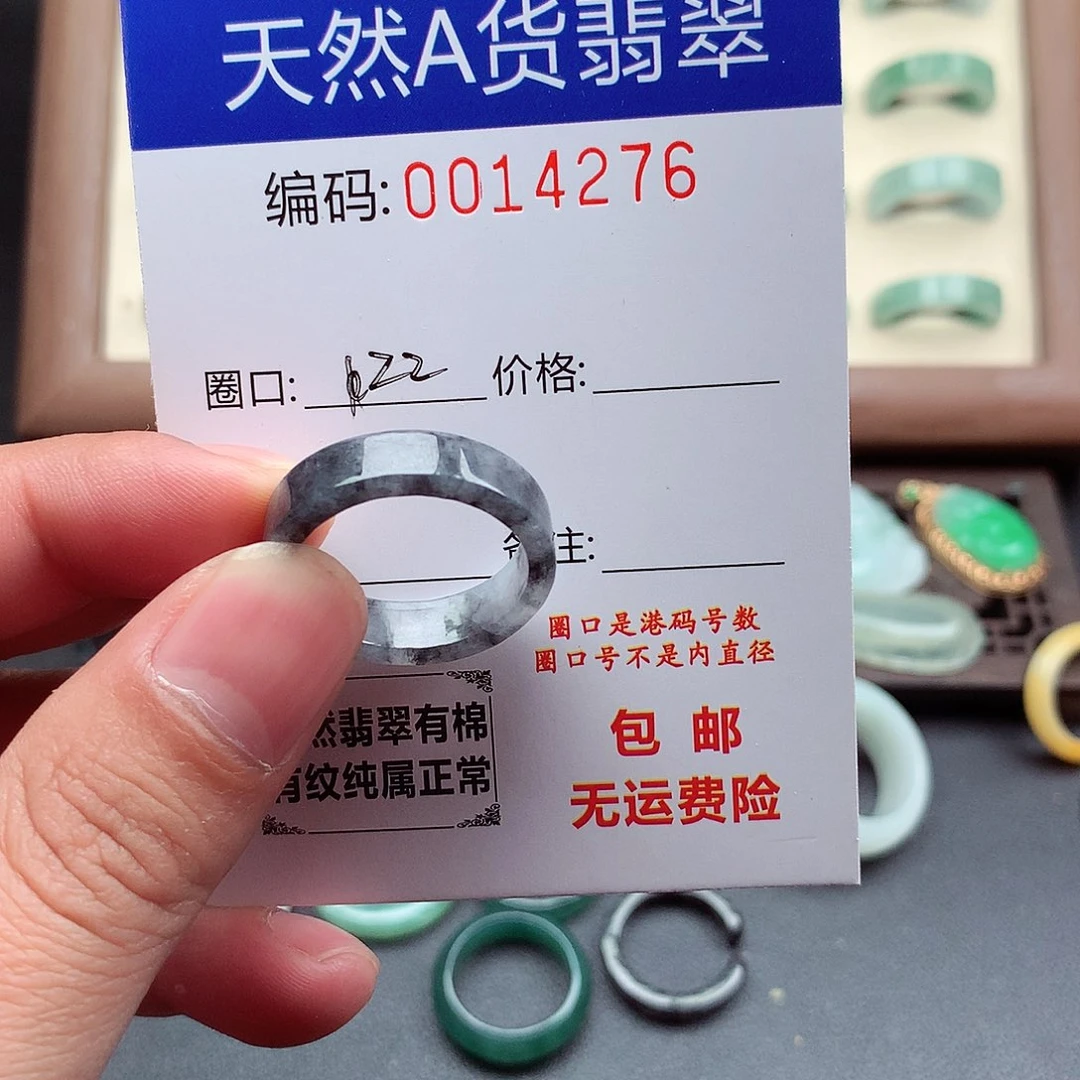 天然A货翡翠
编码:0014276
圈口: 22 价格:
注:
圈口是港码号数
圈口号不是内直径
然翡翠有棉
有纹纯属正常
包 邮
无运费险